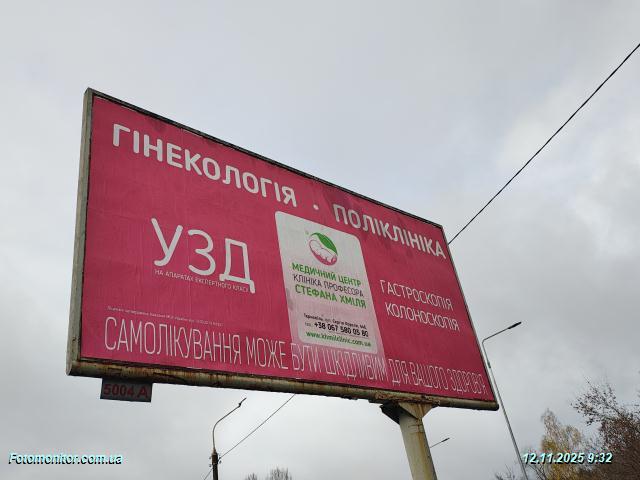 ГІНЕКОЛОГІЯ · ПОЛІКЛІНІКА
УЗД
НА АПАРАТАХ ЕКСПЕРТНОГО КЛАСУ
МЕДИЧНИЙ ЦЕНТР
КЛІНІКА ПРОФЕСОРА
СТЕФАНА ХМІЛЯ
тел.: +38 067 580 05 80
www.khmilclinic.com.ua
ГАСТРОСКОПІЯ
КОЛОНОСКОПІЯ
САМОЛІКУВАННЯ МОЖЕ БУТИ ШКІДЛИВИМ ДЛЯ ВАШОГО ЗДОРОВ'Я
5004 A
Fotomonitor.com.ua
12.11.2025 9:32